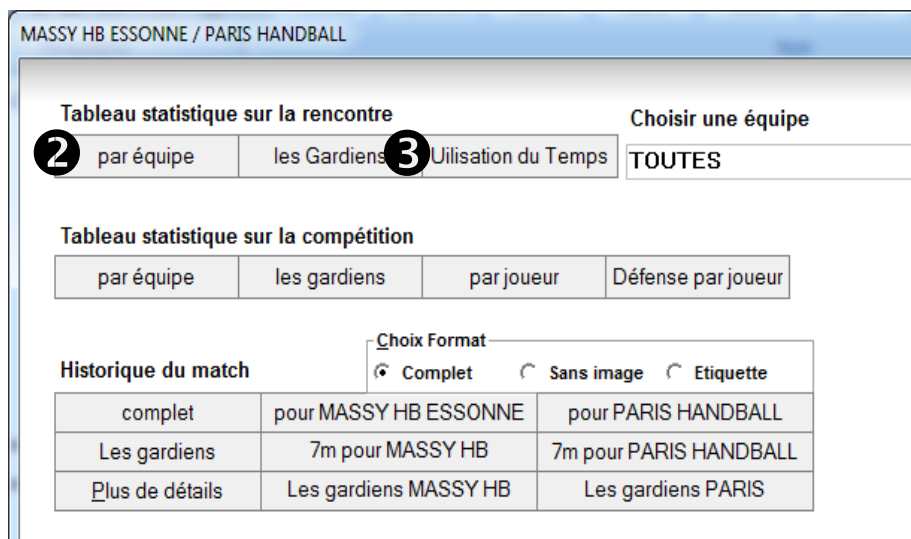 MASSY HB ESSONNE / PARIS HANDBALL
Tableau statistique sur la rencontre
Choisir une équipe
2 par équipe les Gardiens 3 Uilisation du Temps TOUTES
Tableau statistique sur la compétition
par équipe les gardiens par joueur Défense par joueur
Choix Format
Historique du match Complet Sans image Etiquette
complet pour MASSY HB ESSONNE pour PARIS HANDBALL
Les gardiens 7m pour MASSY HB 7m pour PARIS HANDBALL
Plus de détails Les gardiens MASSY HB Les gardiens PARIS